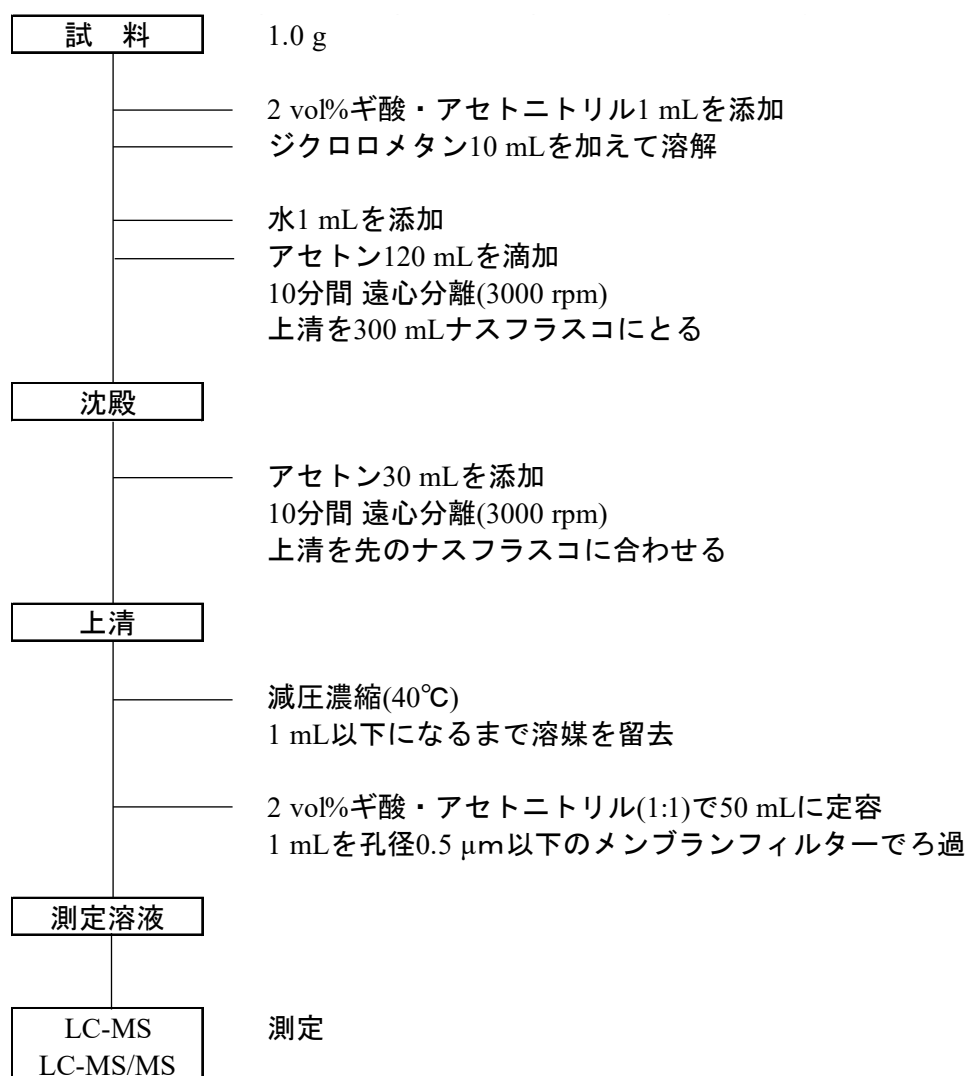 試　料　　1.0 g
2 vol%ギ酸・アセトニトリル1 mLを添加
ジクロロメタン10 mLを加えて溶解
水1 mLを添加
アセトン120 mLを滴加
10分間 遠心分離(3000 rpm)
上清を300 mLナスフラスコにとる
沈殿
アセトン30 mLを添加
10分間 遠心分離(3000 rpm)
上清を先のナスフラスコに合わせる
上清
減圧濃縮(40℃)
1 mL以下になるまで溶媒を留去
2 vol%ギ酸・アセトニトリル(1:1)で50 mLに定容
1 mLを孔径0.5 μｍ以下のメンブランフィルターでろ過
測定溶液
LC-MS　　測定
LC-MS/MS